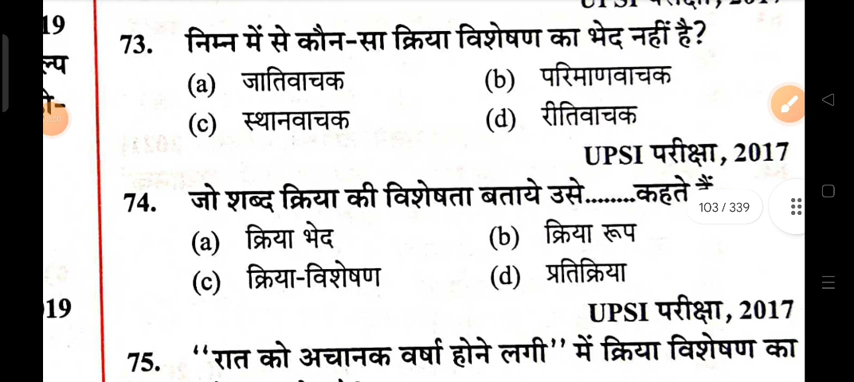 19
73. निम्न में से कौन-सा क्रिया विशेषण का भेद नहीं है?
ल्प
(a) जातिवाचक (b) परिमाणवाचक
(c) स्थानवाचक (d) रीतिवाचक
UPSI परीक्षा, 2017
74. जो शब्द क्रिया की विशेषता बताये उसे........कहते हैं
103 / 339
(a) क्रिया भेद (b) क्रिया रूप
(c) क्रिया-विशेषण (d) प्रतिक्रिया
19
UPSI परीक्षा, 2017
75. “रात को अचानक वर्षा होने लगी” में क्रिया विशेषण का